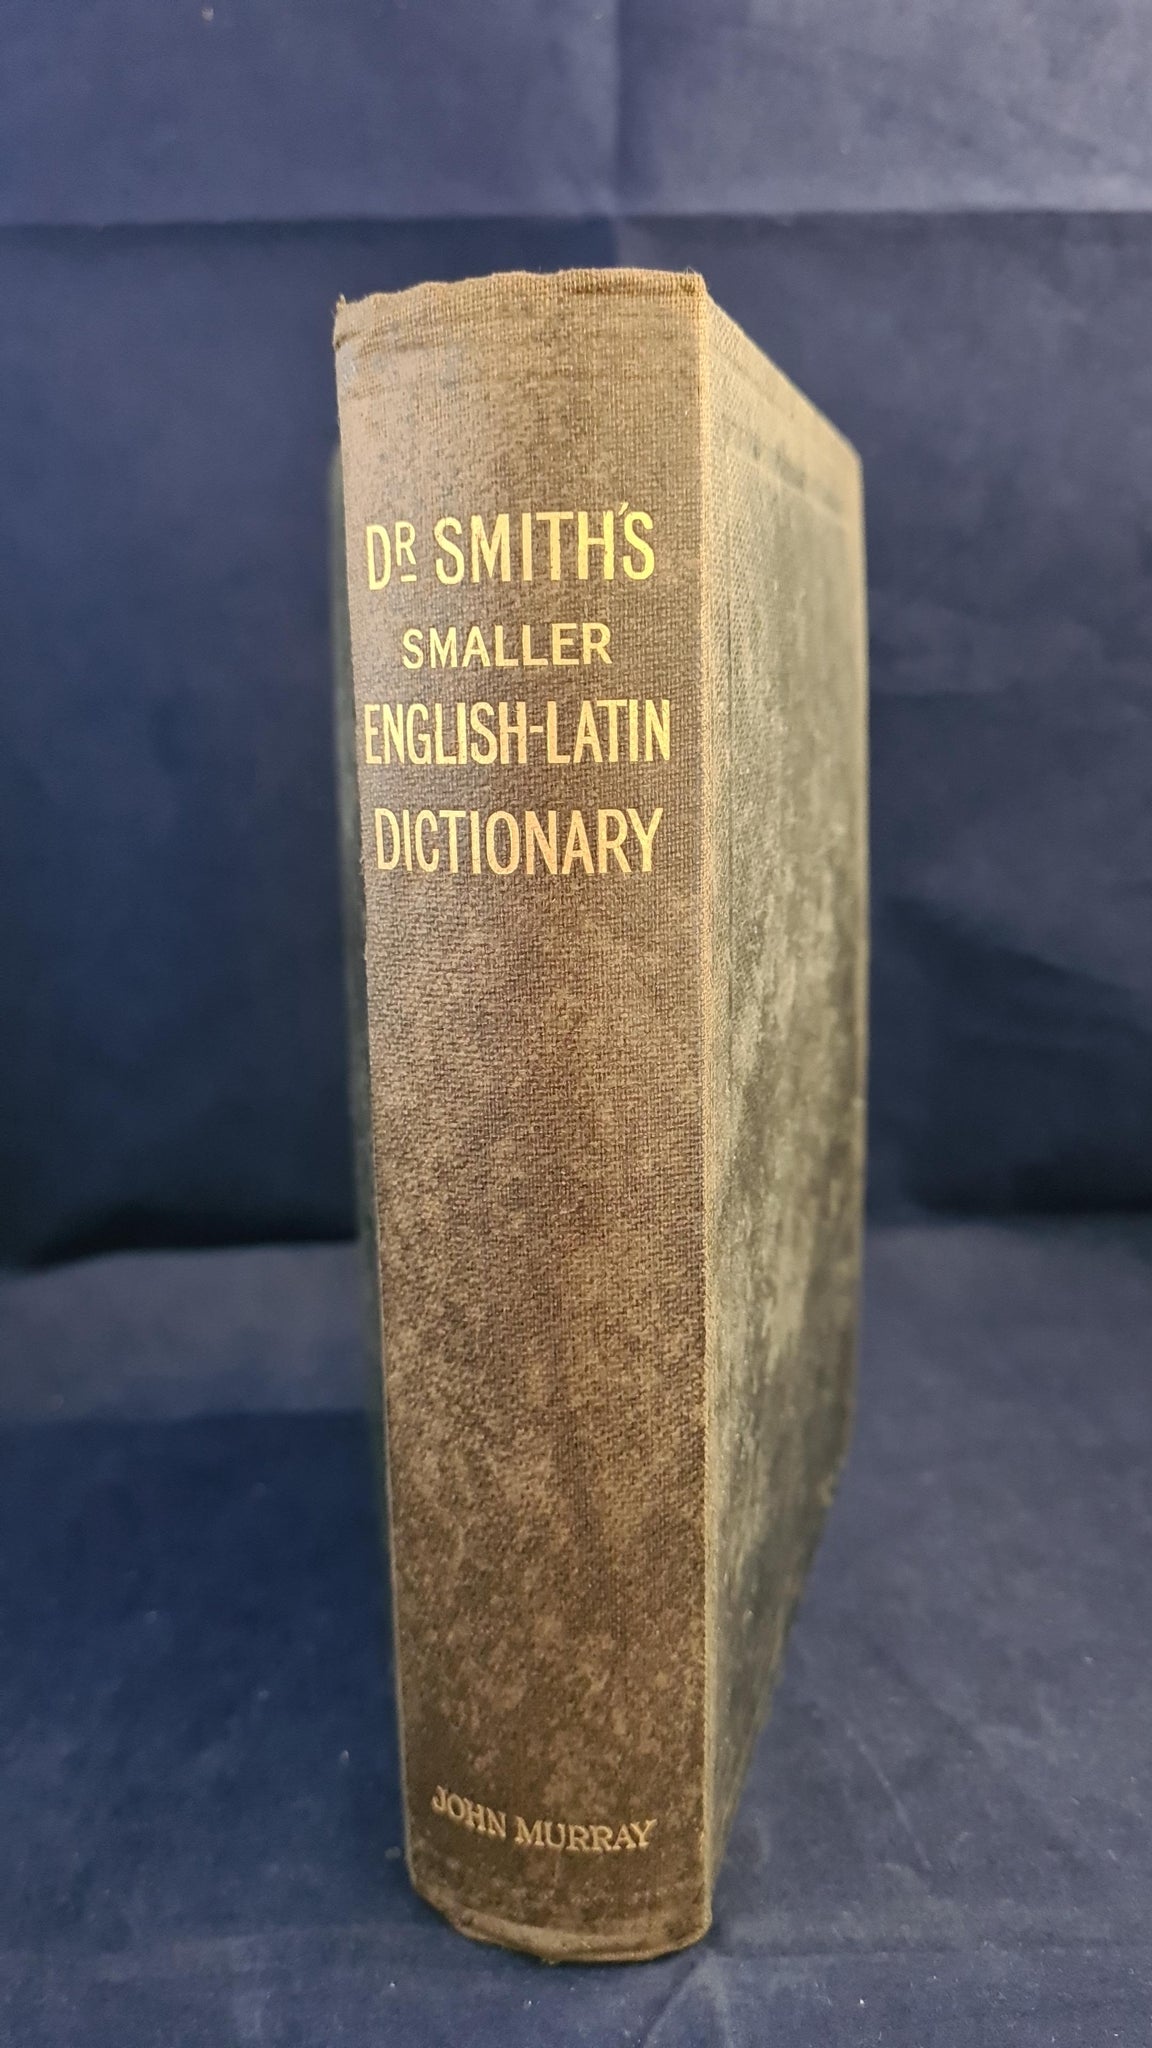 DR SMITH'S
SMALLER
ENGLISH-LATIN
DICTIONARY
JOHN MURRAY